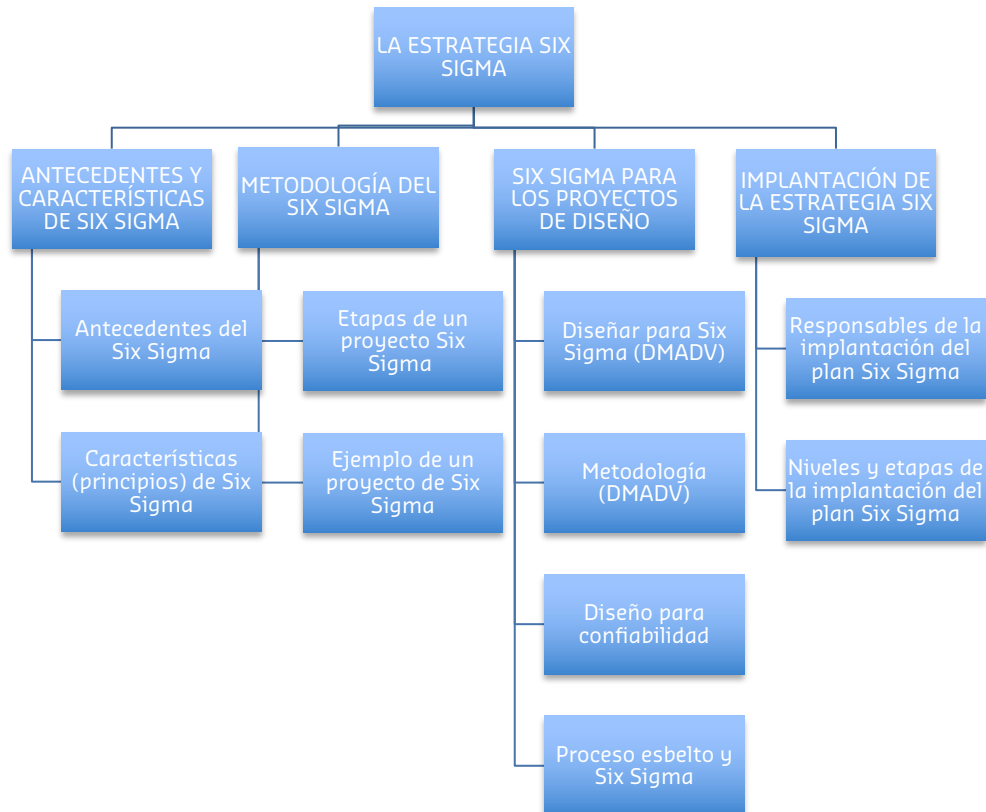 LA ESTRATEGIA SIX
SIGMA
ANTECEDENTES Y
CARACTERÍSTICAS
DE SIX SIGMA
METODOLOGÍA DEL
SIX SIGMA
SIX SIGMA PARA
LOS PROYECTOS
DE DISEÑO
IMPLANTACIÓN DE
LA ESTRATEGIA SIX
SIGMA
Antecedentes del
Six Sigma
Características
(principios) de Six
Sigma
Etapas de un
proyecto Six
Sigma
Ejemplo de un
proyecto de Six
Sigma
Diseñar para Six
Sigma (DMADV)
Metodología
(DMADV)
Diseño para
confiabilidad
Proceso esbelto y
Six Sigma
Responsables de la
implantación del
plan Six Sigma
Niveles y etapas de
la implantación del
plan Six Sigma